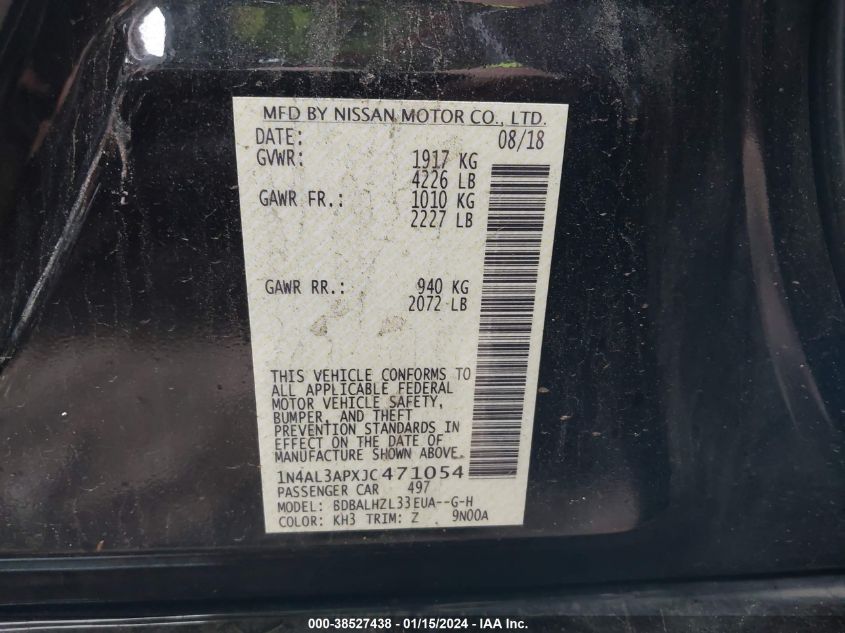 MFD BY NISSAN MOTOR CO., LTD.
DATE: 08/18
GVWR: 1917 KG
4226 LB
GAWR FR.: 1010 KG
2227 LB
GAWR RR.: 940 KG
2072 LB
THIS VEHICLE CONFORMS TO
ALL APPLICABLE FEDERAL
MOTOR VEHICLE SAFETY,
BUMPER, AND THEFT
PREVENTION STANDARDS IN
EFFECT ON THE DATE OF
MANUFACTURE SHOWN ABOVE.
1N4AL3APXJC471054
PASSENGER CAR 497
MODEL: BDBALHZL33EUA--G-H
COLOR: KH3 TRIM: Z 9N00A
000-38527438 - 01/15/2024 - IAA Inc.